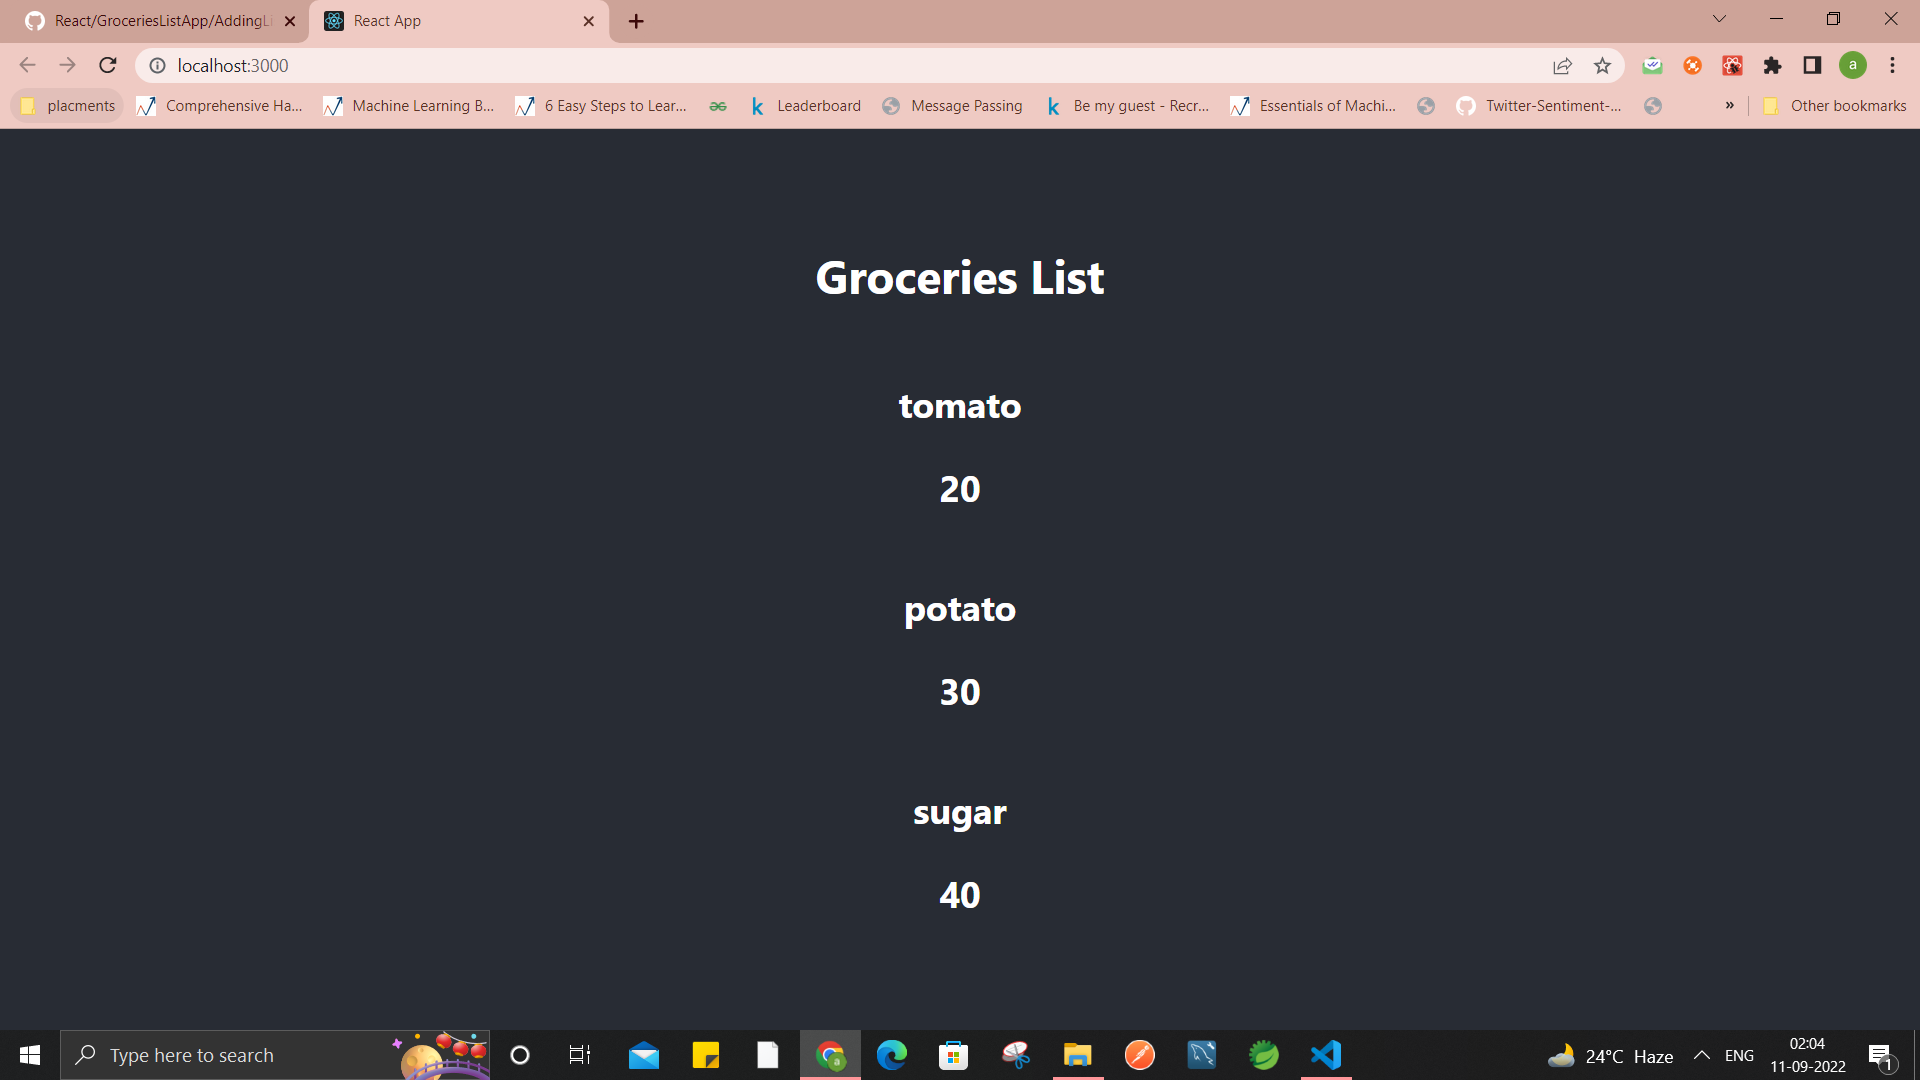 React/GroceriesListApp/AddingLi
React App
localhost:3000
a
placments
Comprehensive Ha...
Machine Learning B...
6 Easy Steps to Lear...
Leaderboard
Message Passing
Be my guest - Recr...
Essentials of Machi...
Twitter-Sentiment-...
»
Other bookmarks
Groceries List
tomato
20
potato
30
sugar
40
Type here to search
24°C Haze
ENG
02:04
11-09-2022
1